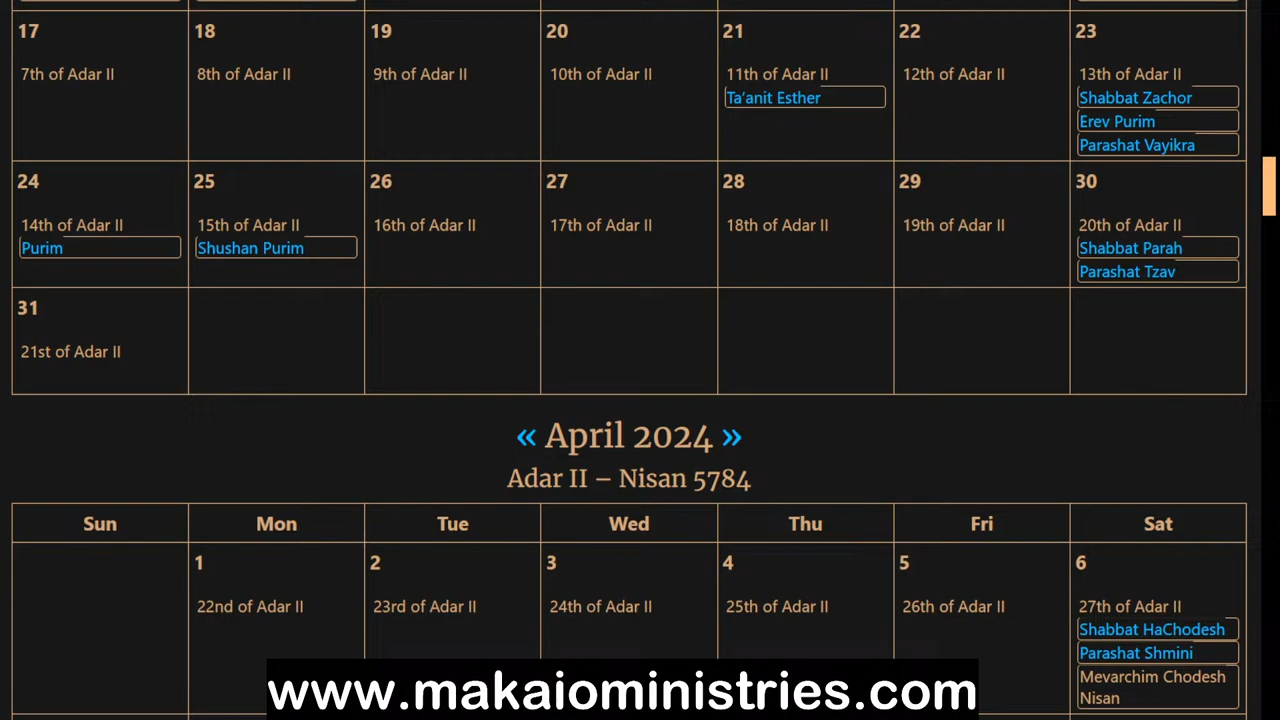 17 18 19 20 21 22 23
7th of Adar II 8th of Adar II 9th of Adar II 10th of Adar II 11th of Adar II 12th of Adar II 13th of Adar II
Ta'anit Esther Shabbat Zachor
Erev Purim
Parashat Vayikra
24 25 26 27 28 29 30
14th of Adar II 15th of Adar II 16th of Adar II 17th of Adar II 18th of Adar II 19th of Adar II 20th of Adar II
Purim Shushan Purim Shabbat Parah
Parashat Tzav
31
21st of Adar II
« April 2024 »
Adar II – Nisan 5784
Sun Mon Tue Wed Thu Fri Sat
1 2 3 4 5 6
22nd of Adar II 23rd of Adar II 24th of Adar II 25th of Adar II 26th of Adar II 27th of Adar II
Shabbat HaChodesh
Parashat Shmini
Mevarchim Chodesh
Nisan
www.makaioministries.com